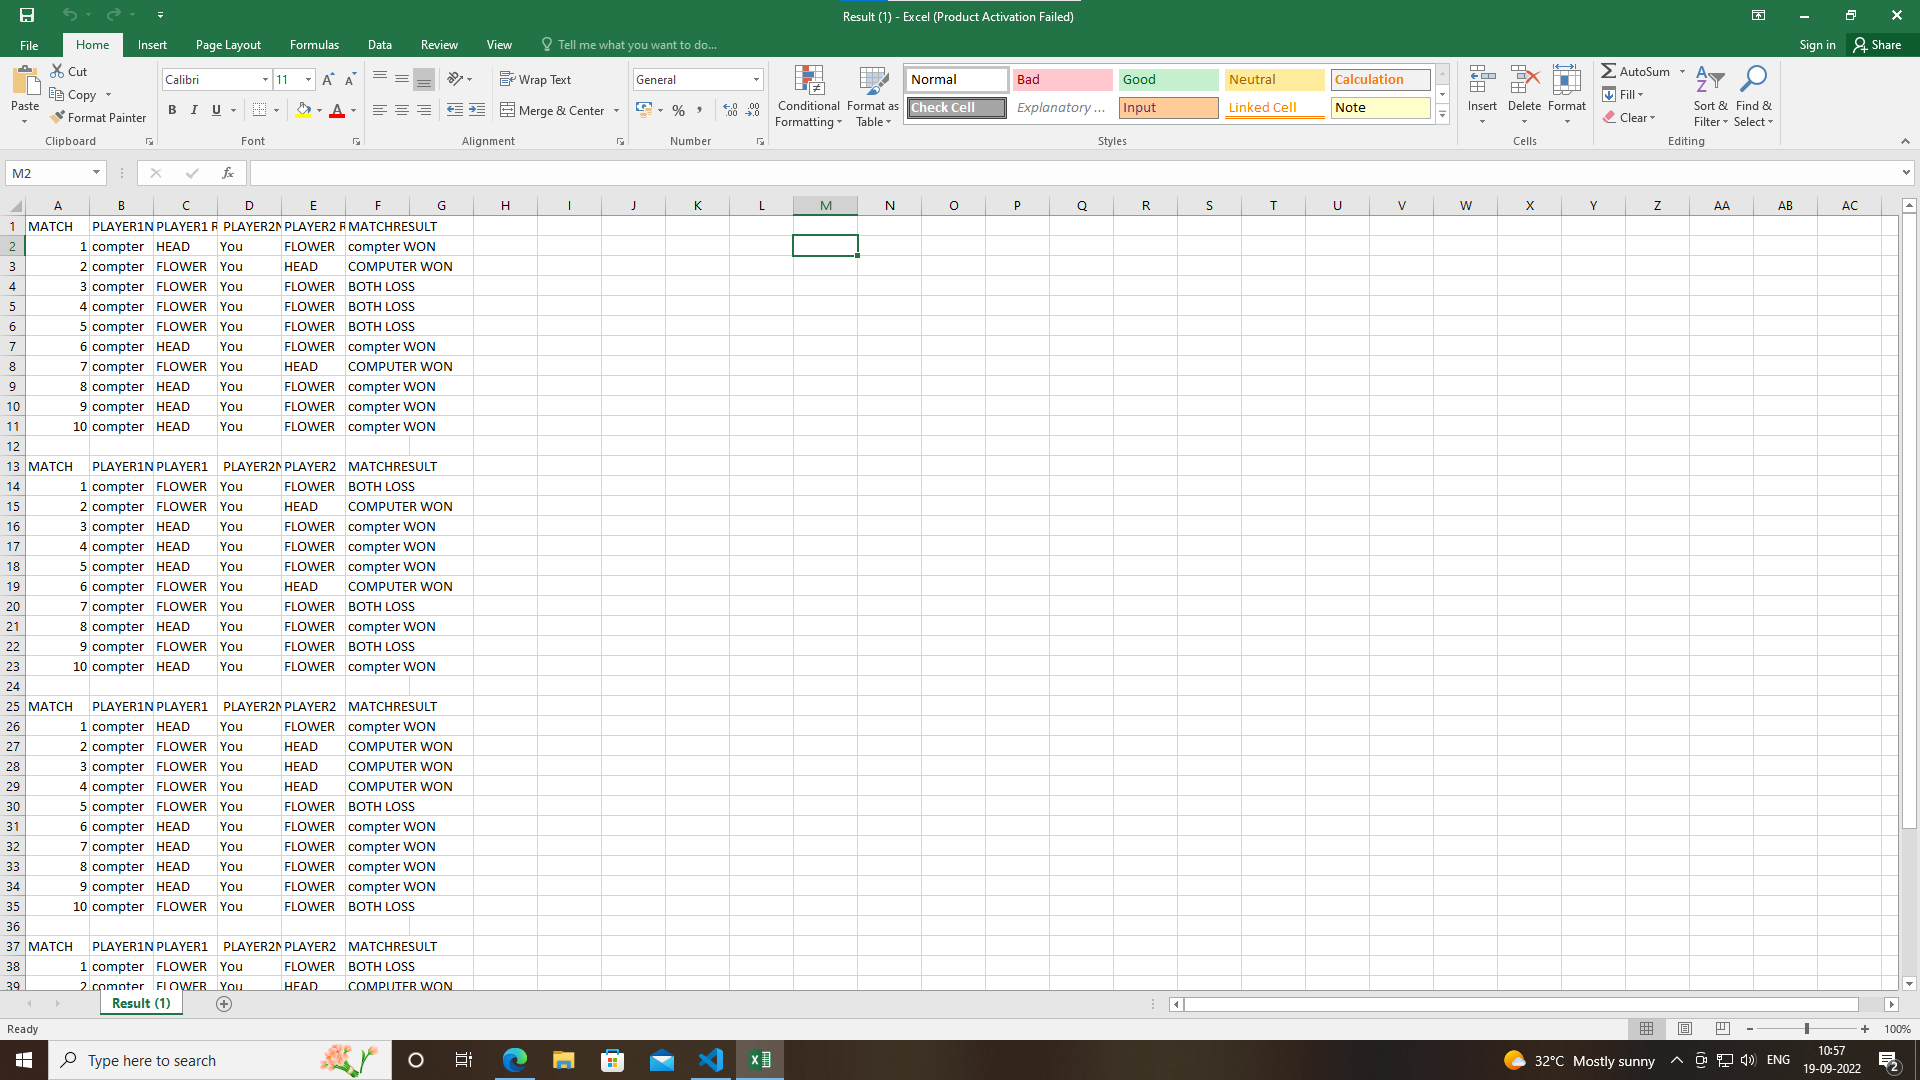 Result (1) - Excel (Product Activation Failed)
File Home Insert Page Layout Formulas Data Review View Tell me what you want to do... Sign in Share
Paste Cut Copy Format Painter Clipboard
Calibri 11 B I U Font
Wrap Text Merge & Center Alignment
General % , Number
Conditional Formatting Format as Table
Normal Bad Good Neutral Calculation
Check Cell Explanatory ... Input Linked Cell Note
Styles
Insert Delete Format Cells
AutoSum Fill Clear Sort & Filter Find & Select Editing
M2 fx
A B C D E F G H I J K L M N O P Q R S T U V W X Y Z AA AB AC
1 MATCH PLAYER1N PLAYER1 R PLAYER2N PLAYER2 R MATCHRESULT
2 1 compter HEAD You FLOWER compter WON
3 2 compter FLOWER You HEAD COMPUTER WON
4 3 compter FLOWER You FLOWER BOTH LOSS
5 4 compter FLOWER You FLOWER BOTH LOSS
6 5 compter FLOWER You FLOWER BOTH LOSS
7 6 compter HEAD You FLOWER compter WON
8 7 compter FLOWER You HEAD COMPUTER WON
9 8 compter HEAD You FLOWER compter WON
10 9 compter HEAD You FLOWER compter WON
11 10 compter HEAD You FLOWER compter WON
12
13 MATCH PLAYER1N PLAYER1 PLAYER2N PLAYER2 MATCHRESULT
14 1 compter FLOWER You FLOWER BOTH LOSS
15 2 compter FLOWER You HEAD COMPUTER WON
16 3 compter HEAD You FLOWER compter WON
17 4 compter HEAD You FLOWER compter WON
18 5 compter HEAD You FLOWER compter WON
19 6 compter FLOWER You HEAD COMPUTER WON
20 7 compter FLOWER You FLOWER BOTH LOSS
21 8 compter HEAD You FLOWER compter WON
22 9 compter FLOWER You FLOWER BOTH LOSS
23 10 compter HEAD You FLOWER compter WON
24
25 MATCH PLAYER1N PLAYER1 PLAYER2N PLAYER2 MATCHRESULT
26 1 compter HEAD You FLOWER compter WON
27 2 compter FLOWER You HEAD COMPUTER WON
28 3 compter FLOWER You HEAD COMPUTER WON
29 4 compter FLOWER You HEAD COMPUTER WON
30 5 compter FLOWER You FLOWER BOTH LOSS
31 6 compter HEAD You FLOWER compter WON
32 7 compter HEAD You FLOWER compter WON
33 8 compter HEAD You FLOWER compter WON
34 9 compter HEAD You FLOWER compter WON
35 10 compter FLOWER You FLOWER BOTH LOSS
36
37 MATCH PLAYER1N PLAYER1 PLAYER2N PLAYER2 MATCHRESULT
38 1 compter FLOWER You FLOWER BOTH LOSS
39 2 compter FLOWER You HEAD COMPUTER WON
Result (1)
Ready 100%
Type here to search 32°C Mostly sunny ENG 10:57
19-09-2022 2